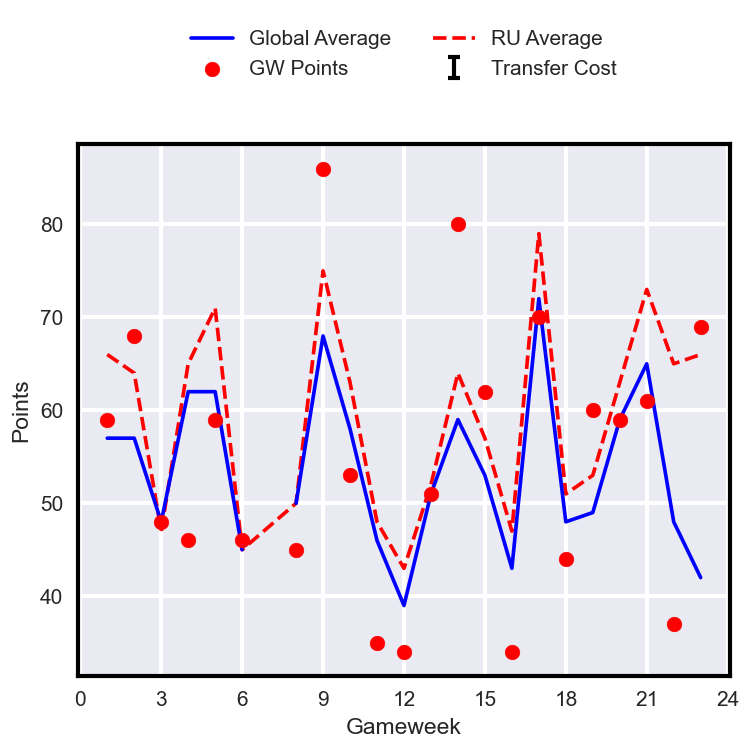 Global Average
RU Average
GW Points
Transfer Cost
80
70
60
50
40
Points
0 3 6 9 12 15 18 21 24
Gameweek